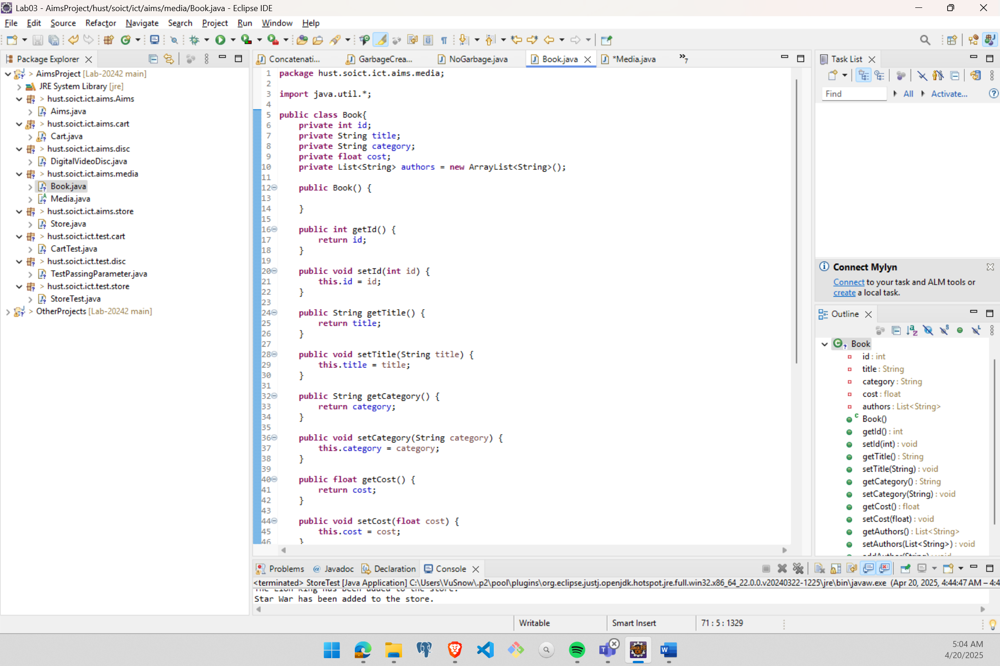 Lab03 - AimsProject/hust/soict/ict/aims/media/Book.java - Eclipse IDE
File Edit Source Refactor Navigate Search Project Run Window Help
Package Explorer
> AimsProject [Lab-20242 main]
JRE System Library [jre]
> hust.soict.ict.aims.Aims
Aims.java
> hust.soict.ict.aims.cart
Cart.java
> hust.soict.ict.aims.disc
DigitalVideoDisc.java
> hust.soict.ict.aims.media
Book.java
Media.java
> hust.soict.ict.aims.store
Store.java
> hust.soict.ict.test.cart
CartTest.java
> hust.soict.ict.test.disc
TestPassingParameter.java
> hust.soict.ict.test.store
StoreTest.java
> OtherProjects [Lab-20242 main]
Concatenati... GarbageCrea... NoGarbage.java Book.java *Media.java »7
1 package hust.soict.ict.aims.media;
2
3 import java.util.*;
4
5 public class Book{
6 private int id;
7 private String title;
8 private String category;
9 private float cost;
10 private List<String> authors = new ArrayList<String>();
11
12 public Book() {
13
14 }
15
16 public int getId() {
17 return id;
18 }
19
20 public void setId(int id) {
21 this.id = id;
22 }
23
24 public String getTitle() {
25 return title;
26 }
27
28 public void setTitle(String title) {
29 this.title = title;
30 }
31
32 public String getCategory() {
33 return category;
34 }
35
36 public void setCategory(String category) {
37 this.category = category;
38 }
39
40 public float getCost() {
41 return cost;
42 }
43
44 public void setCost(float cost) {
45 this.cost = cost;
46 }
Task List
Find All Activate...
Connect Mylyn
Connect to your task and ALM tools or
create a local task.
Outline
Book
id : int
title : String
category : String
cost : float
authors : List<String>
Book()
getId() : int
setId(int) : void
getTitle() : String
setTitle(String) : void
getCategory() : String
setCategory(String) : void
getCost() : float
setCost(float) : void
getAuthors() : List<String>
setAuthors(List<String>) : void
addAuthor(String) : void
Problems Javadoc Declaration Console
<terminated> StoreTest [Java Application] C:\Users\VuSnow\.p2\pool\plugins\org.eclipse.justj.openjdk.hotspot.jre.full.win32.x86_64_22.0.0.v20240322-1225\jre\bin\javaw.exe (Apr 20, 2025, 4:44:47 AM – 4:4
The Lion King has been added to the store.
Star War has been added to the store.
Writable Smart Insert 71 : 5 : 1329
5:04 AM
4/20/2025